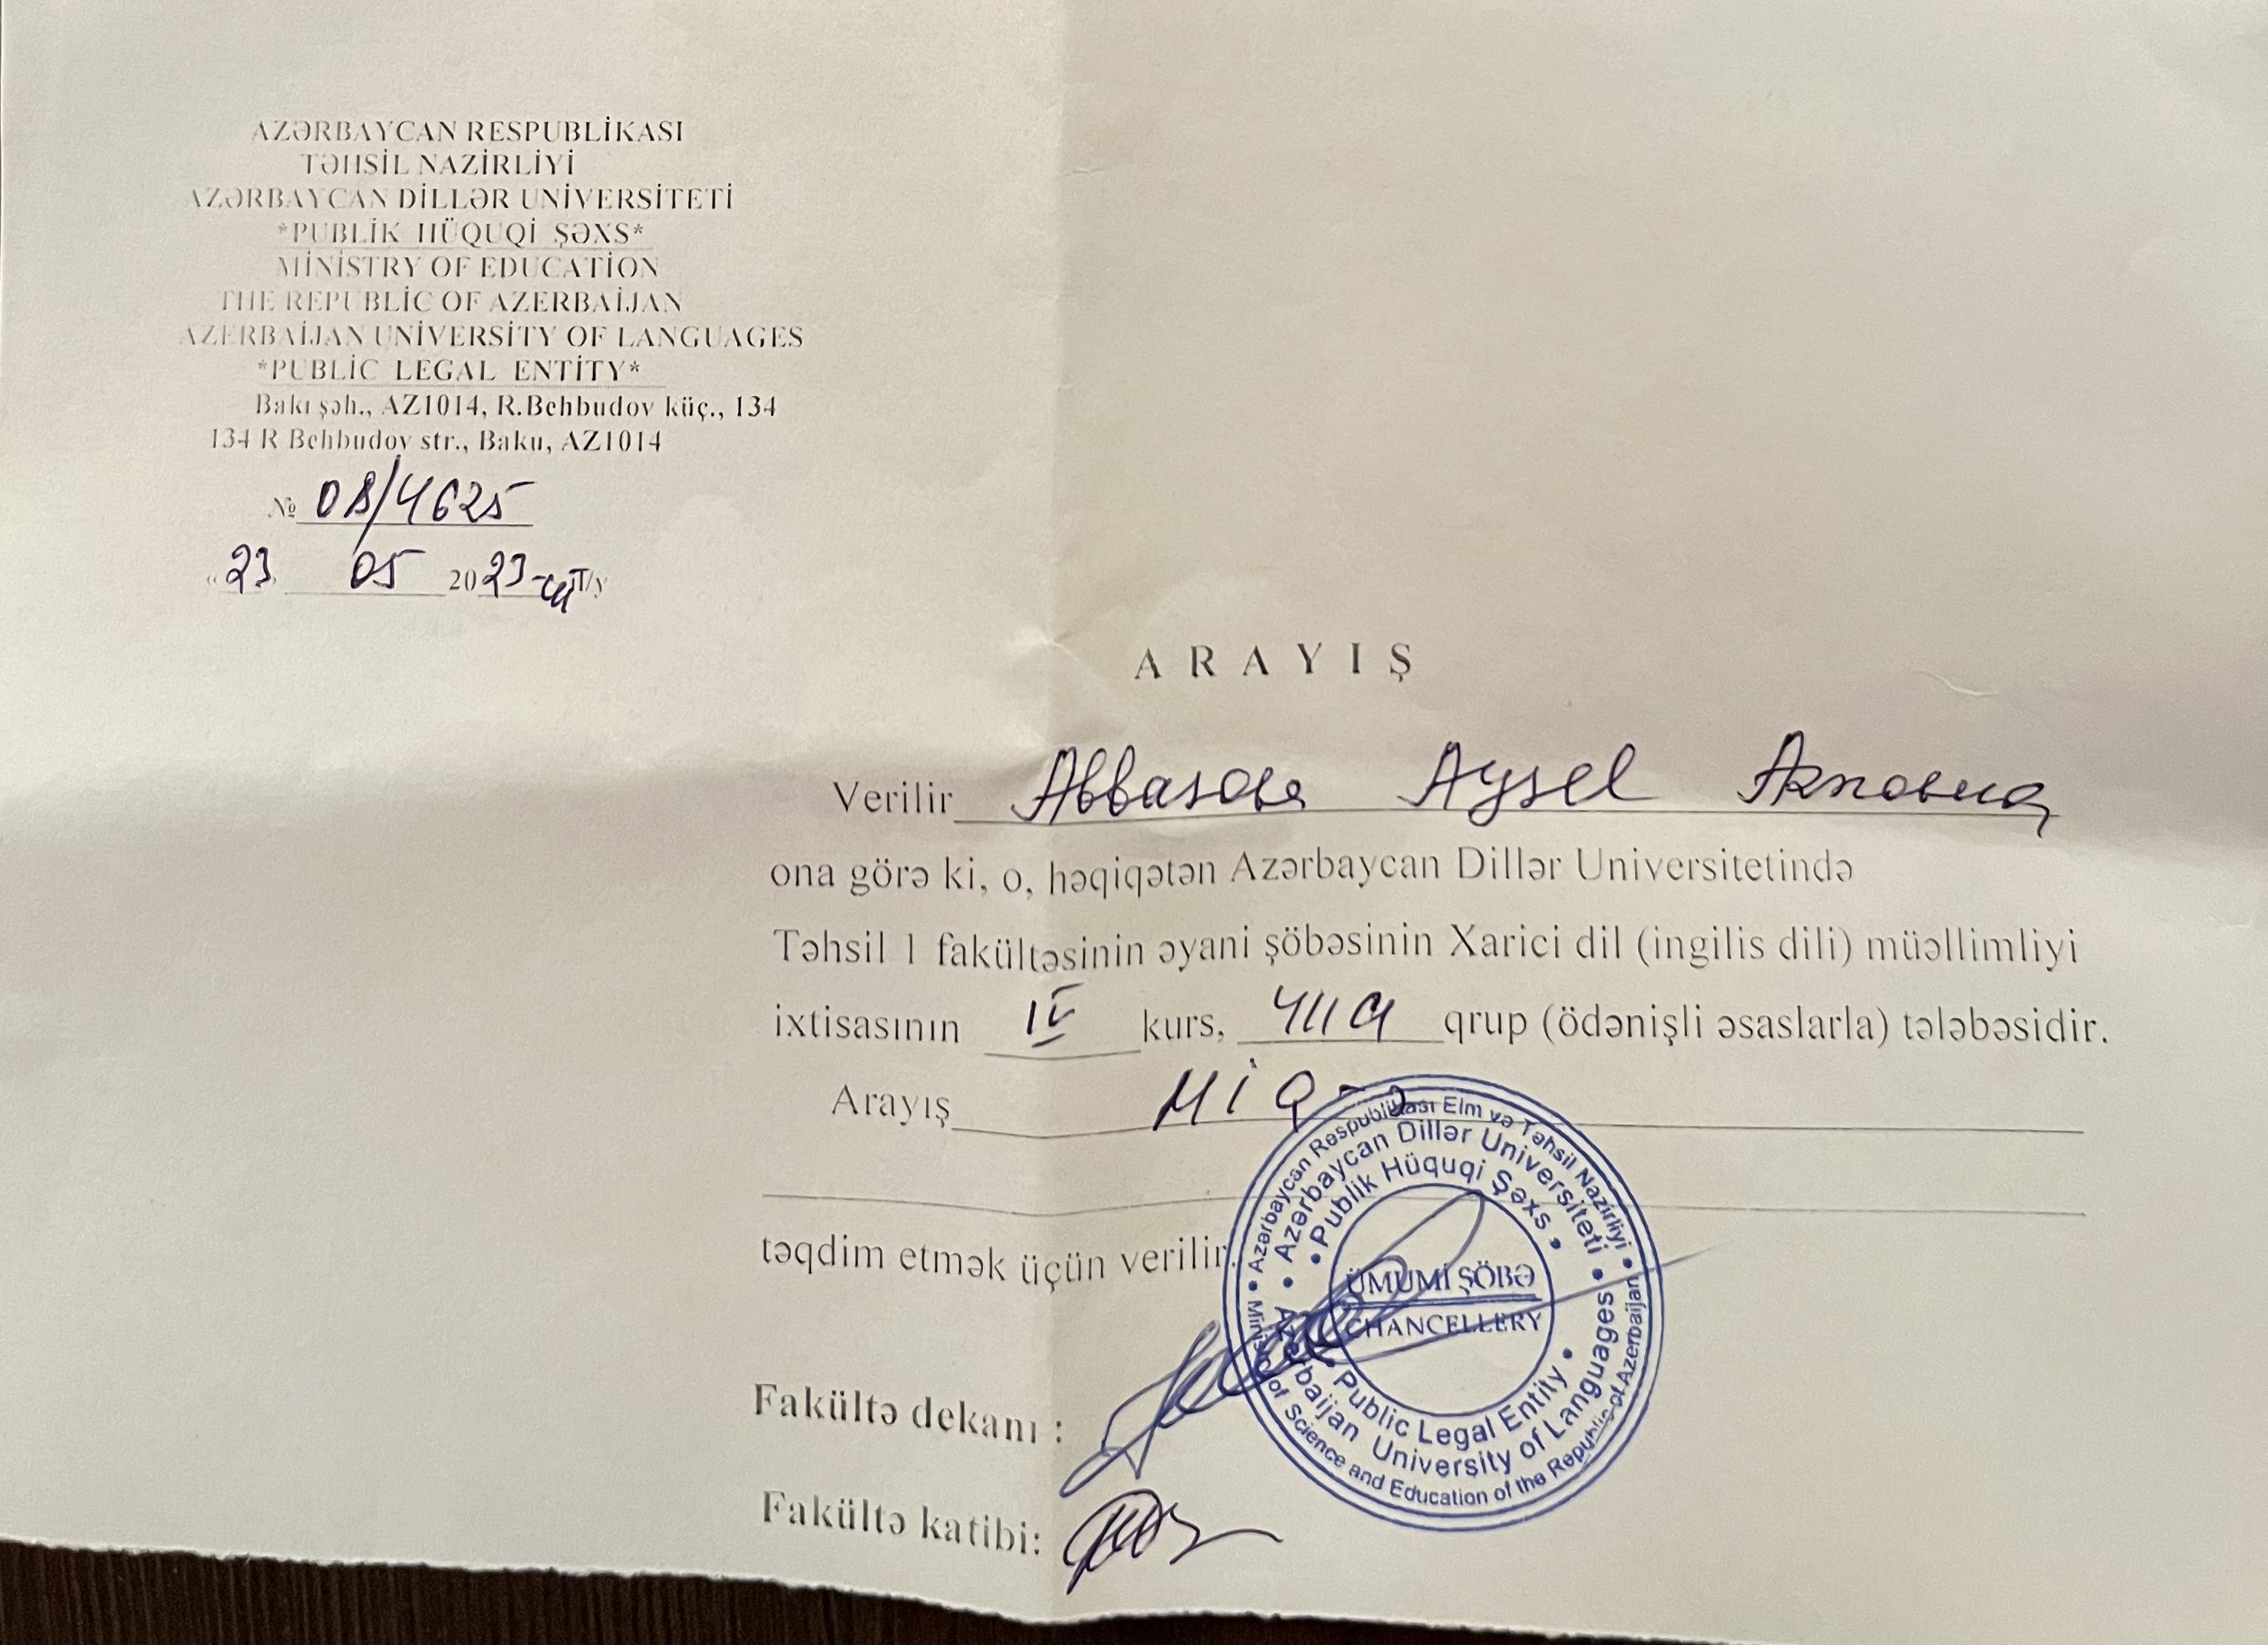 AZƏRBAYCAN RESPUBLİKASI
TƏHSİL NAZİRLİYİ
AZƏRBAYCAN DİLLƏR UNİVERSİTETİ
*PUBLİK HÜQUQİ ŞƏXS*
MİNİSTRY OF EDUCATİON
THE REPUBLİC OF AZERBAİJAN
AZERBAİJAN UNİVERSİTY OF LANGUAGES
*PUBLİC LEGAL ENTİTY*
Bakı şəh., AZ1014, R.Behbudov küç., 134
134 R Behbudov str., Baku, AZ1014
№ 08/4625
"23" 05 2023-cü il/y
ARAYIŞ
Verilir Abbasova Aysel
ona görə ki, o, həqiqətən Azərbaycan Dillər Universitetində
Təhsil 1 fakültəsinin əyani şöbəsinin Xarici dil (ingilis dili) müəllimliyi
ixtisasının IV kurs, 411 qrup (ödənişli əsaslarla) tələbəsidir.
Arayış
təqdim etmək üçün verilir.
Azərbaycan Respublikası Elm və Təhsil Nazirliyi
Azərbaycan Dillər Universiteti
Publik Hüquqi Şəxs
ÜMUMİ ŞÖBƏ
CHANCELLERY
Public Legal Entity
Azerbaijan University of Languages
Ministry of Science and Education of the Republic of Azerbaijan
Fakültə dekanı :
Fakültə katibi: